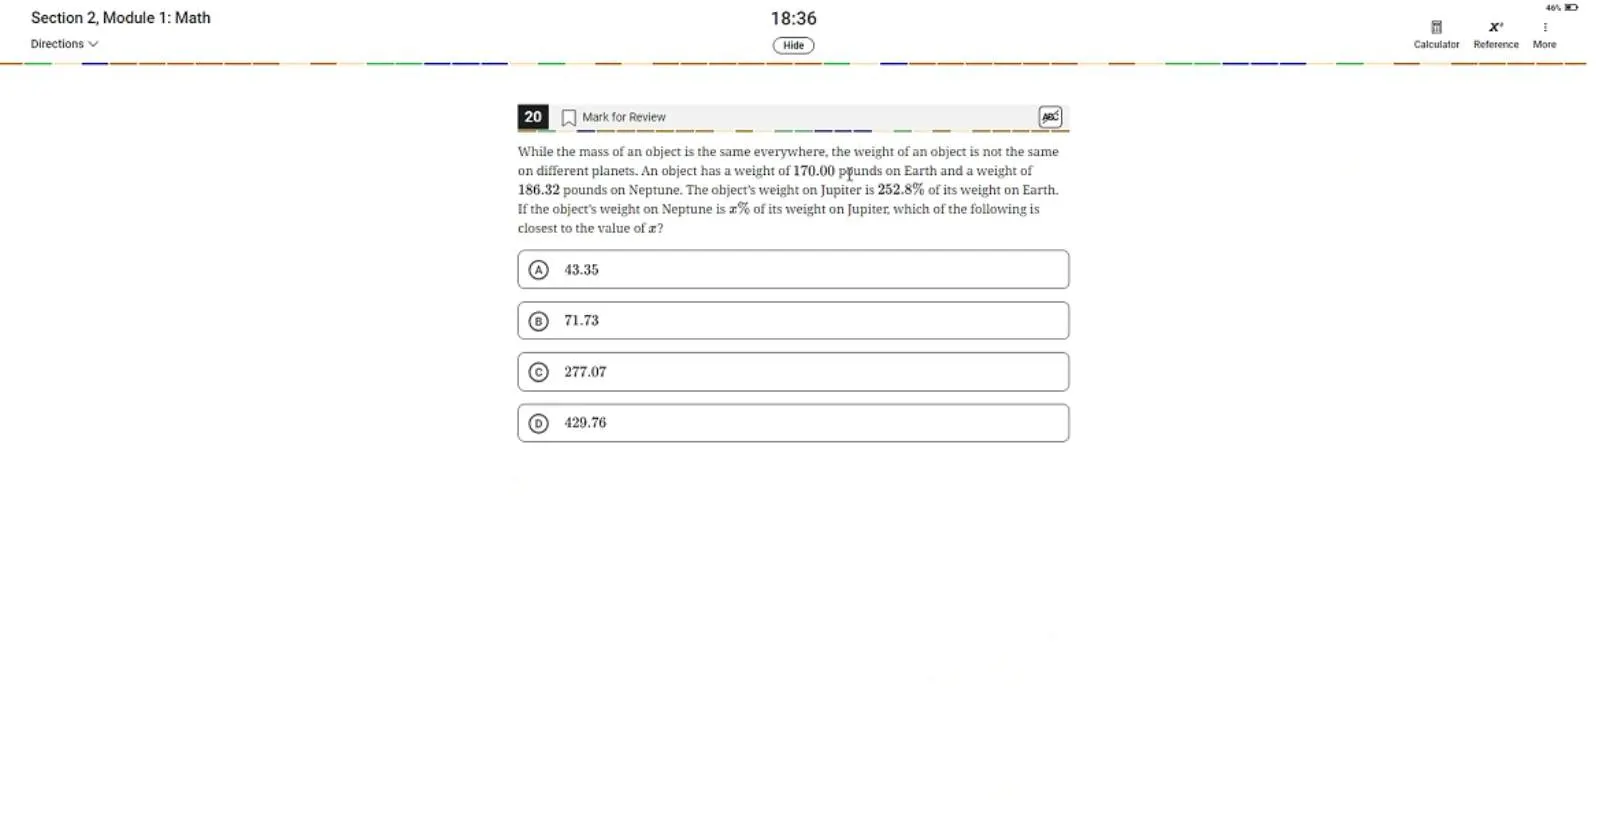 Section 2, Module 1: Math
18:36
46%
Directions
Hide
Calculator
X²
Reference
More
20
Mark for Review
ABC
While the mass of an object is the same everywhere, the weight of an object is not the same
on different planets. An object has a weight of 170.00 pounds on Earth and a weight of
186.32 pounds on Neptune. The object's weight on Jupiter is 252.8% of its weight on Earth.
If the object's weight on Neptune is x% of its weight on Jupiter, which of the following is
closest to the value of x?
A 43.35
B 71.73
C 277.07
D 429.76